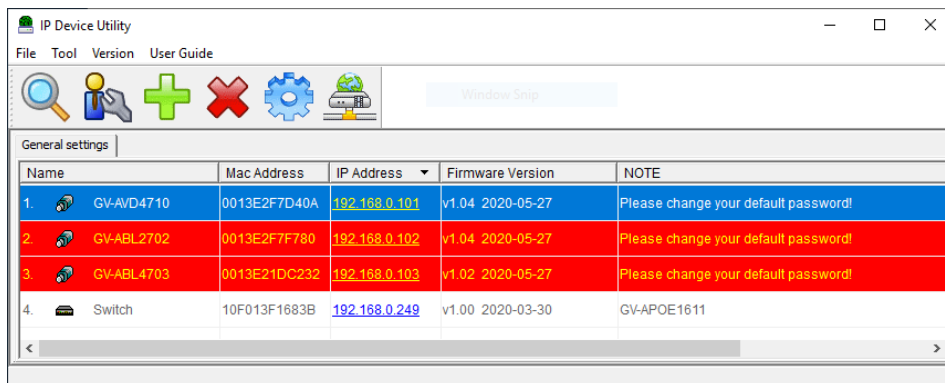 IP Device Utility
File Tool Version User Guide
Window Snip
General settings
Name Mac Address IP Address Firmware Version NOTE
1. GV-AVD4710 0013E2F7D40A 192.168.0.101 v1.04 2020-05-27 Please change your default password!
2. GV-ABL2702 0013E2F7F780 192.168.0.102 v1.04 2020-05-27 Please change your default password!
3. GV-ABL4703 0013E21DC232 192.168.0.103 v1.02 2020-05-27 Please change your default password!
4. Switch 10F013F1683B 192.168.0.249 v1.00 2020-03-30 GV-APOE1611